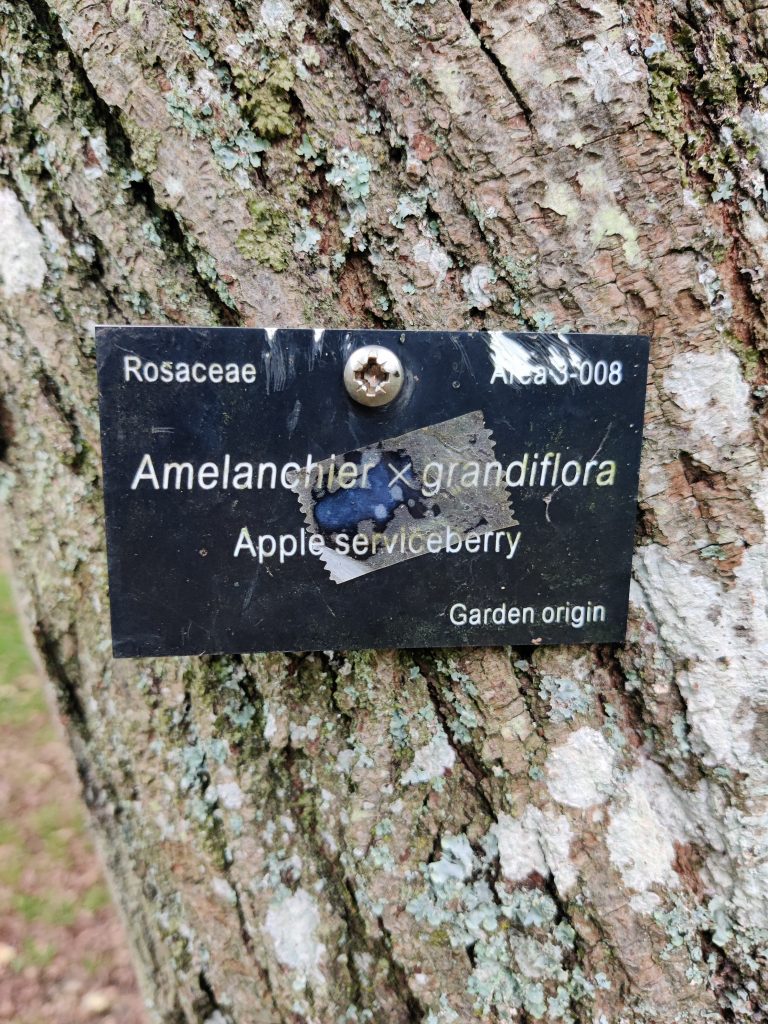 Rosaceae Area 3-008
Amelanchier × grandiflora
Apple serviceberry
Garden origin